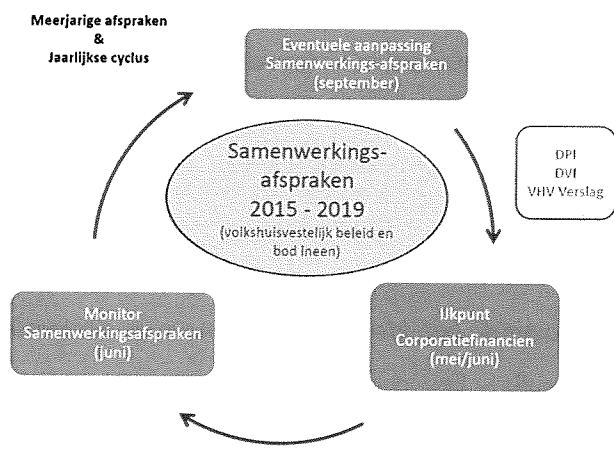 Meerjarige afspraken
&
Jaarlijkse cyclus
Eventuele aanpassing
Samenwerkings-afspraken
(september)
Samenwerkings-
afspraken
2015 - 2019
(volkshuisvestelijk beleid en
bod ineen)
DPI
DVI
VHV Verslag
Monitor
Samenwerkingsafspraken
(juni)
IJkpunt
Corporatiefinancien
(mei/juni)